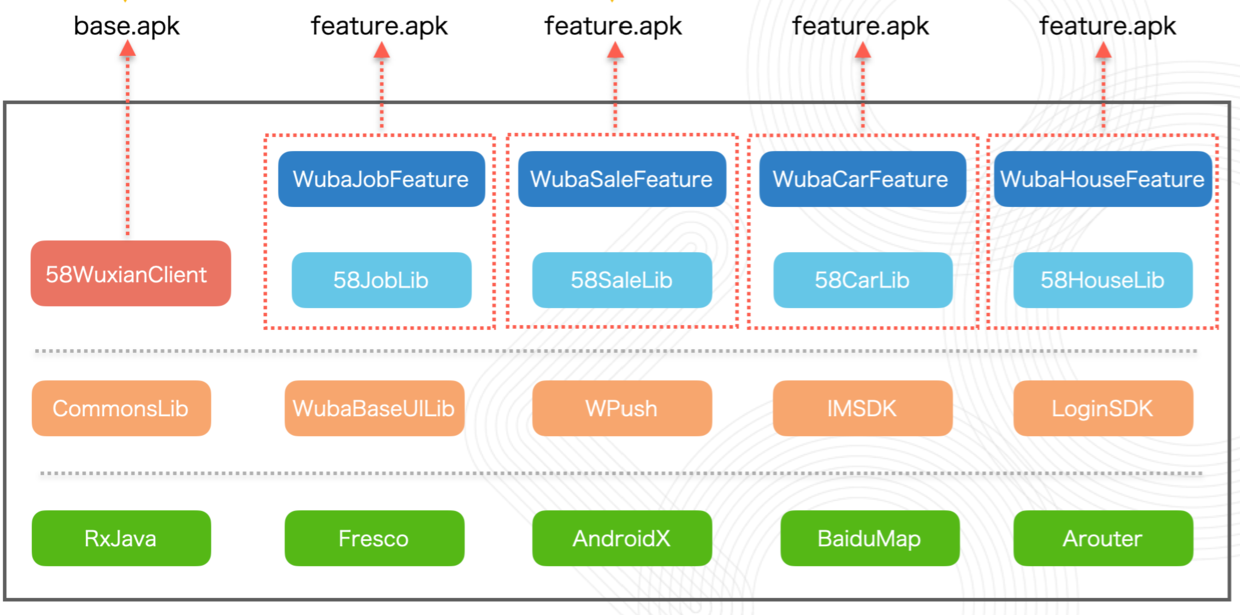 base.apk
feature.apk
feature.apk
feature.apk
feature.apk
WubaJobFeature
WubaSaleFeature
WubaCarFeature
WubaHouseFeature
58WuxianClient
58JobLib
58SaleLib
58CarLib
58HouseLib
CommonsLib
WubaBaseUILib
WPush
IMSDK
LoginSDK
RxJava
Fresco
AndroidX
BaiduMap
Arouter